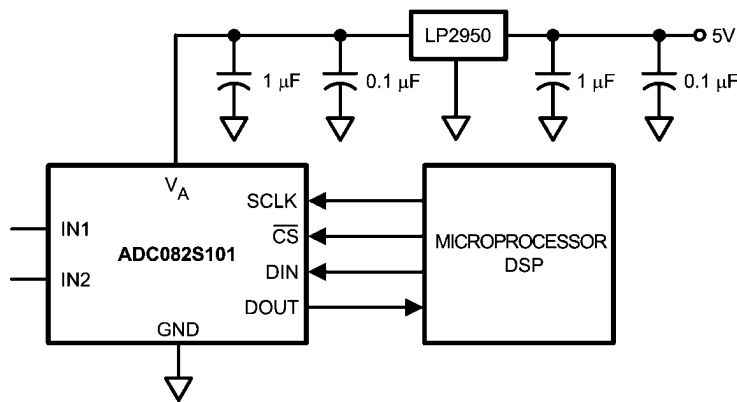 LP2950
5V
1 µF
0.1 µF
1 µF
0.1 µF
VA
SCLK
IN1
CS
MICROPROCESSOR
DSP
ADC082S101
IN2
DIN
DOUT
GND